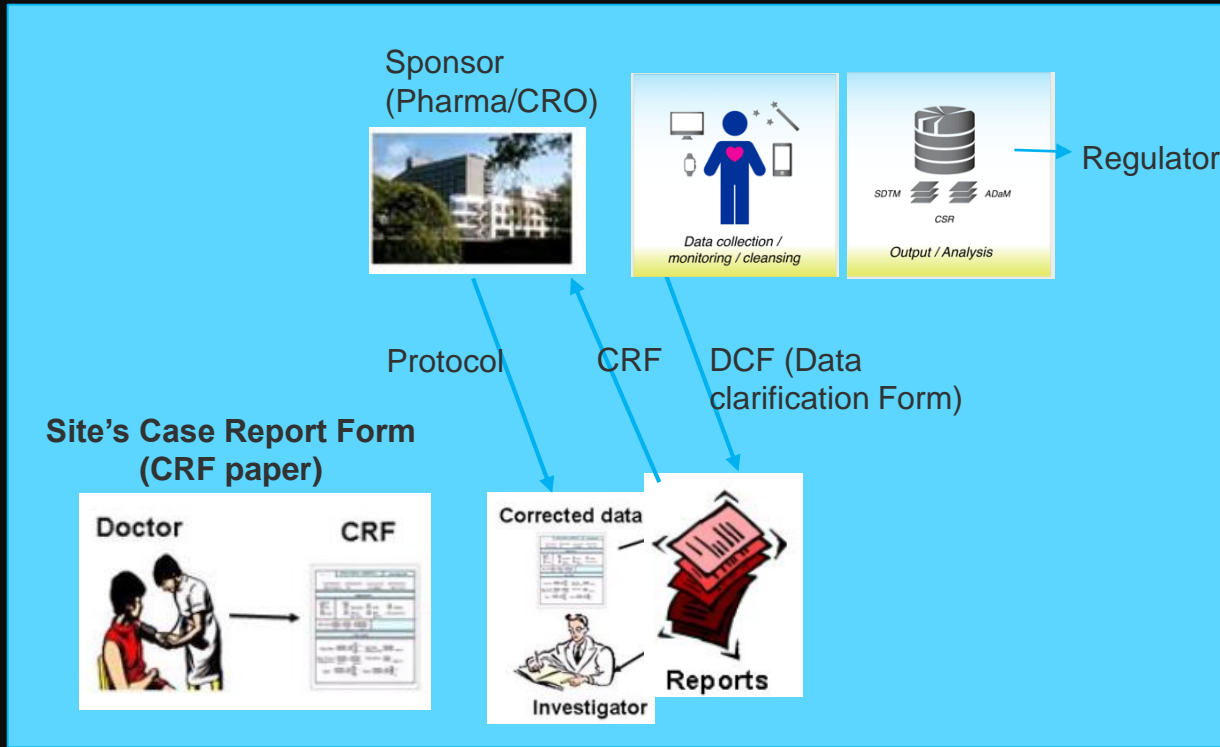 Sponsor
(Pharma/CRO)
Data collection /
monitoring / cleansing
SDTM
ADaM
CSR
Output / Analysis
Regulator
Protocol
CRF
DCF (Data
clarification Form)
Site's Case Report Form
(CRF paper)
Doctor
CRF
Corrected data
Investigator
Reports